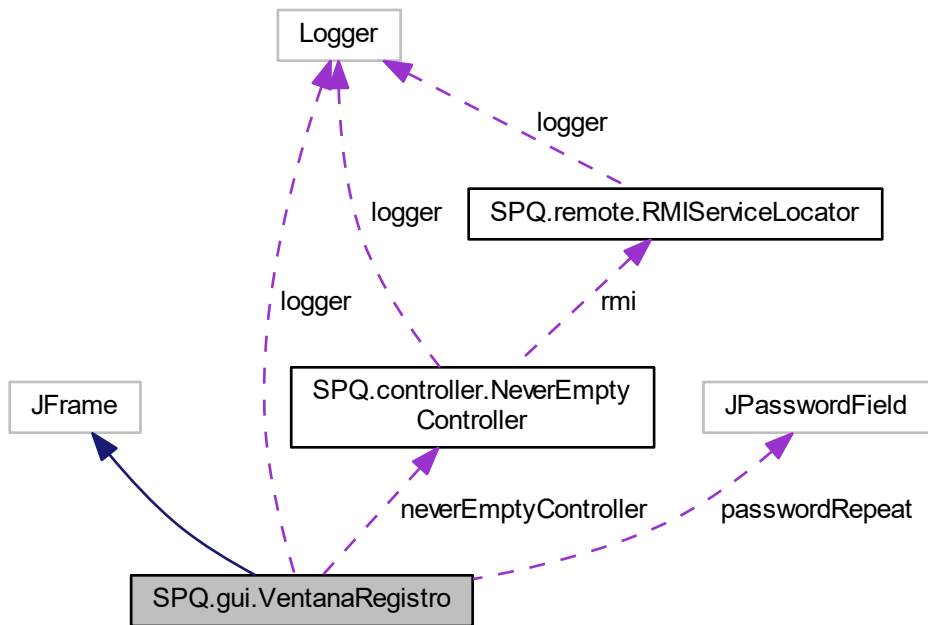 Logger
logger
SPQ.remote.RMIServiceLocator
logger
logger
rmi
JFrame
SPQ.controller.NeverEmpty
Controller
JPasswordField
neverEmptyController
passwordRepeat
SPQ.gui.VentanaRegistro